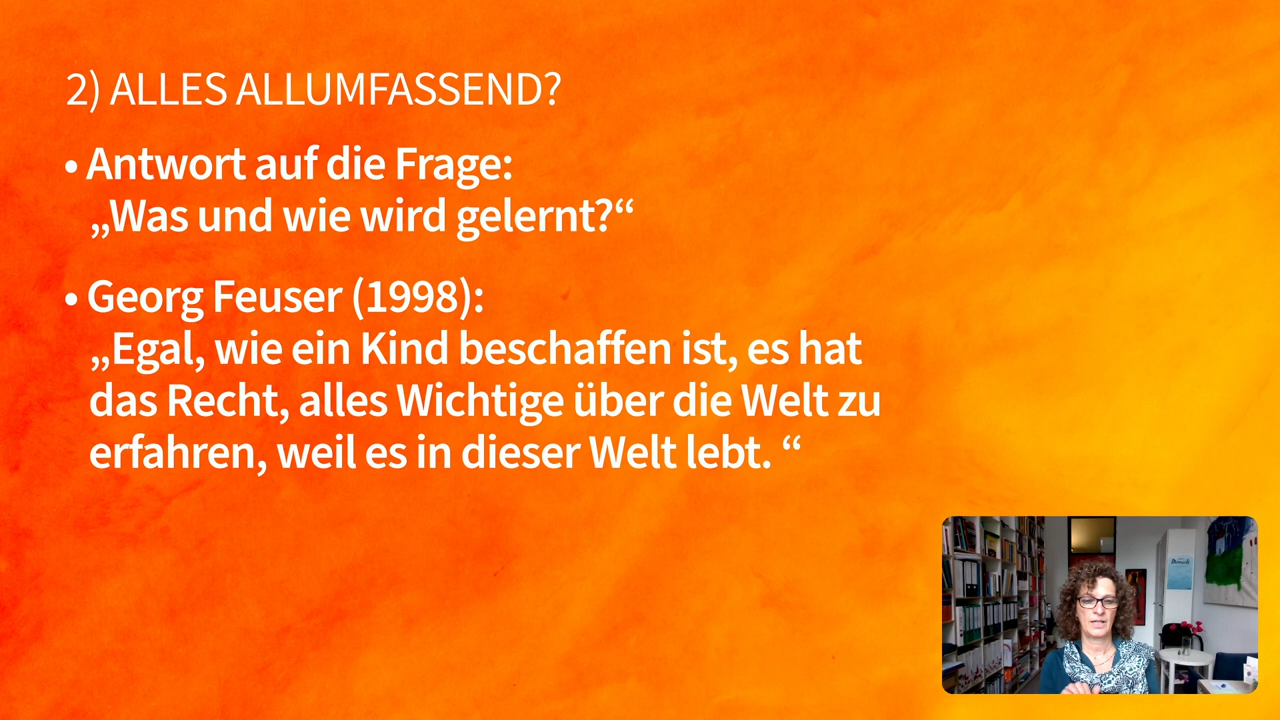 2) ALLES ALLUMFASSEND?
• Antwort auf die Frage:
„Was und wie wird gelernt?“
• Georg Feuser (1998):
„Egal, wie ein Kind beschaffen ist, es hat
das Recht, alles Wichtige über die Welt zu
erfahren, weil es in dieser Welt lebt. “